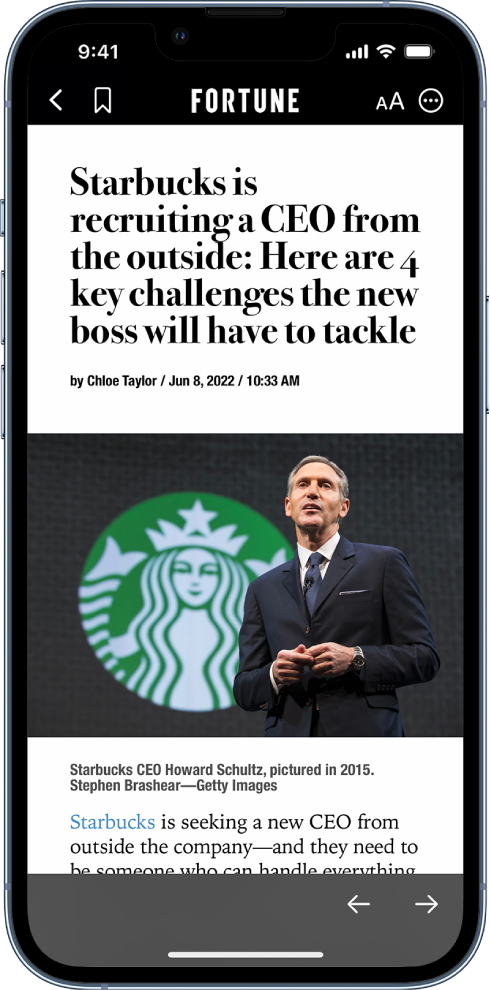 9:41
FORTUNE
AA
Starbucks is
recruiting a CEO from
the outside: Here are 4
key challenges the new
boss will have to tackle
by Chloe Taylor / Jun 8, 2022 / 10:33 AM
Starbucks CEO Howard Schultz, pictured in 2015.
Stephen Brashear—Getty Images
Starbucks is seeking a new CEO from
outside the company—and they need to
be someone who can handle everything